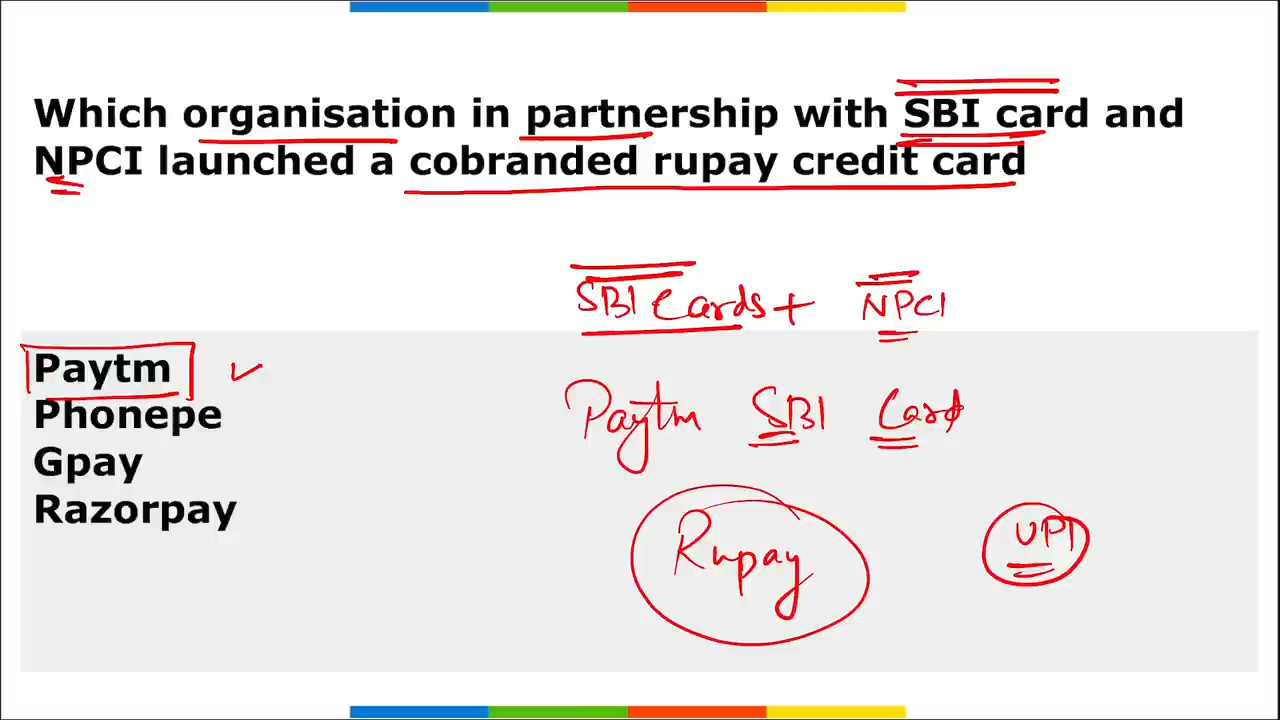 Which organisation in partnership with SBI card and
NPCI launched a cobranded rupay credit card
SBI Cards + NPCI
Paytm
Phonepe
Gpay
Razorpay
Paytm SBI Card
Rupay
UPI